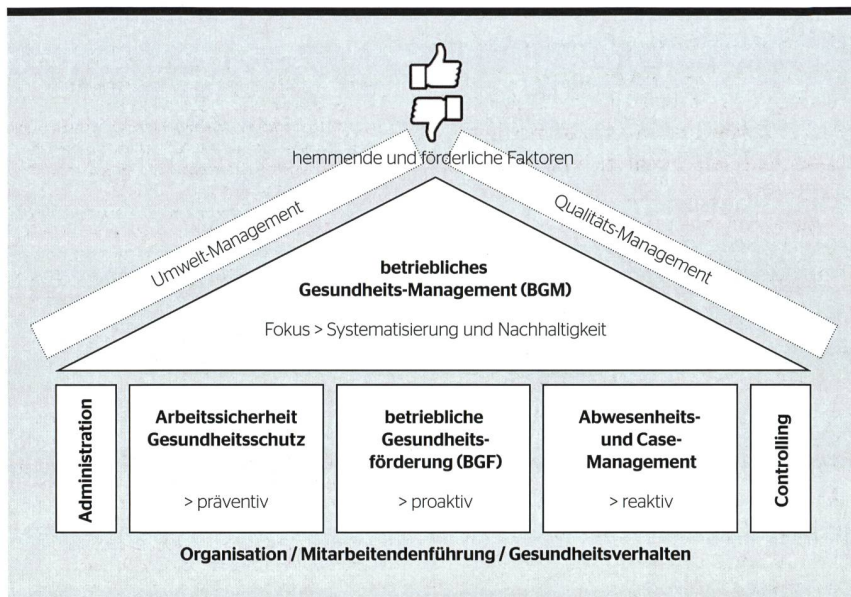 hemmende und förderliche Faktoren
Umwelt-Management
Qualitäts-Management
betriebliches
Gesundheits-Management (BGM)
Fokus > Systematisierung und Nachhaltigkeit
Administration
Arbeitssicherheit
Gesundheitsschutz
> präventiv
betriebliche
Gesundheits-
förderung (BGF)
> proaktiv
Abwesenheits-
und Case-
Management
> reaktiv
Controlling
Organisation / Mitarbeitendenführung / Gesundheitsverhalten